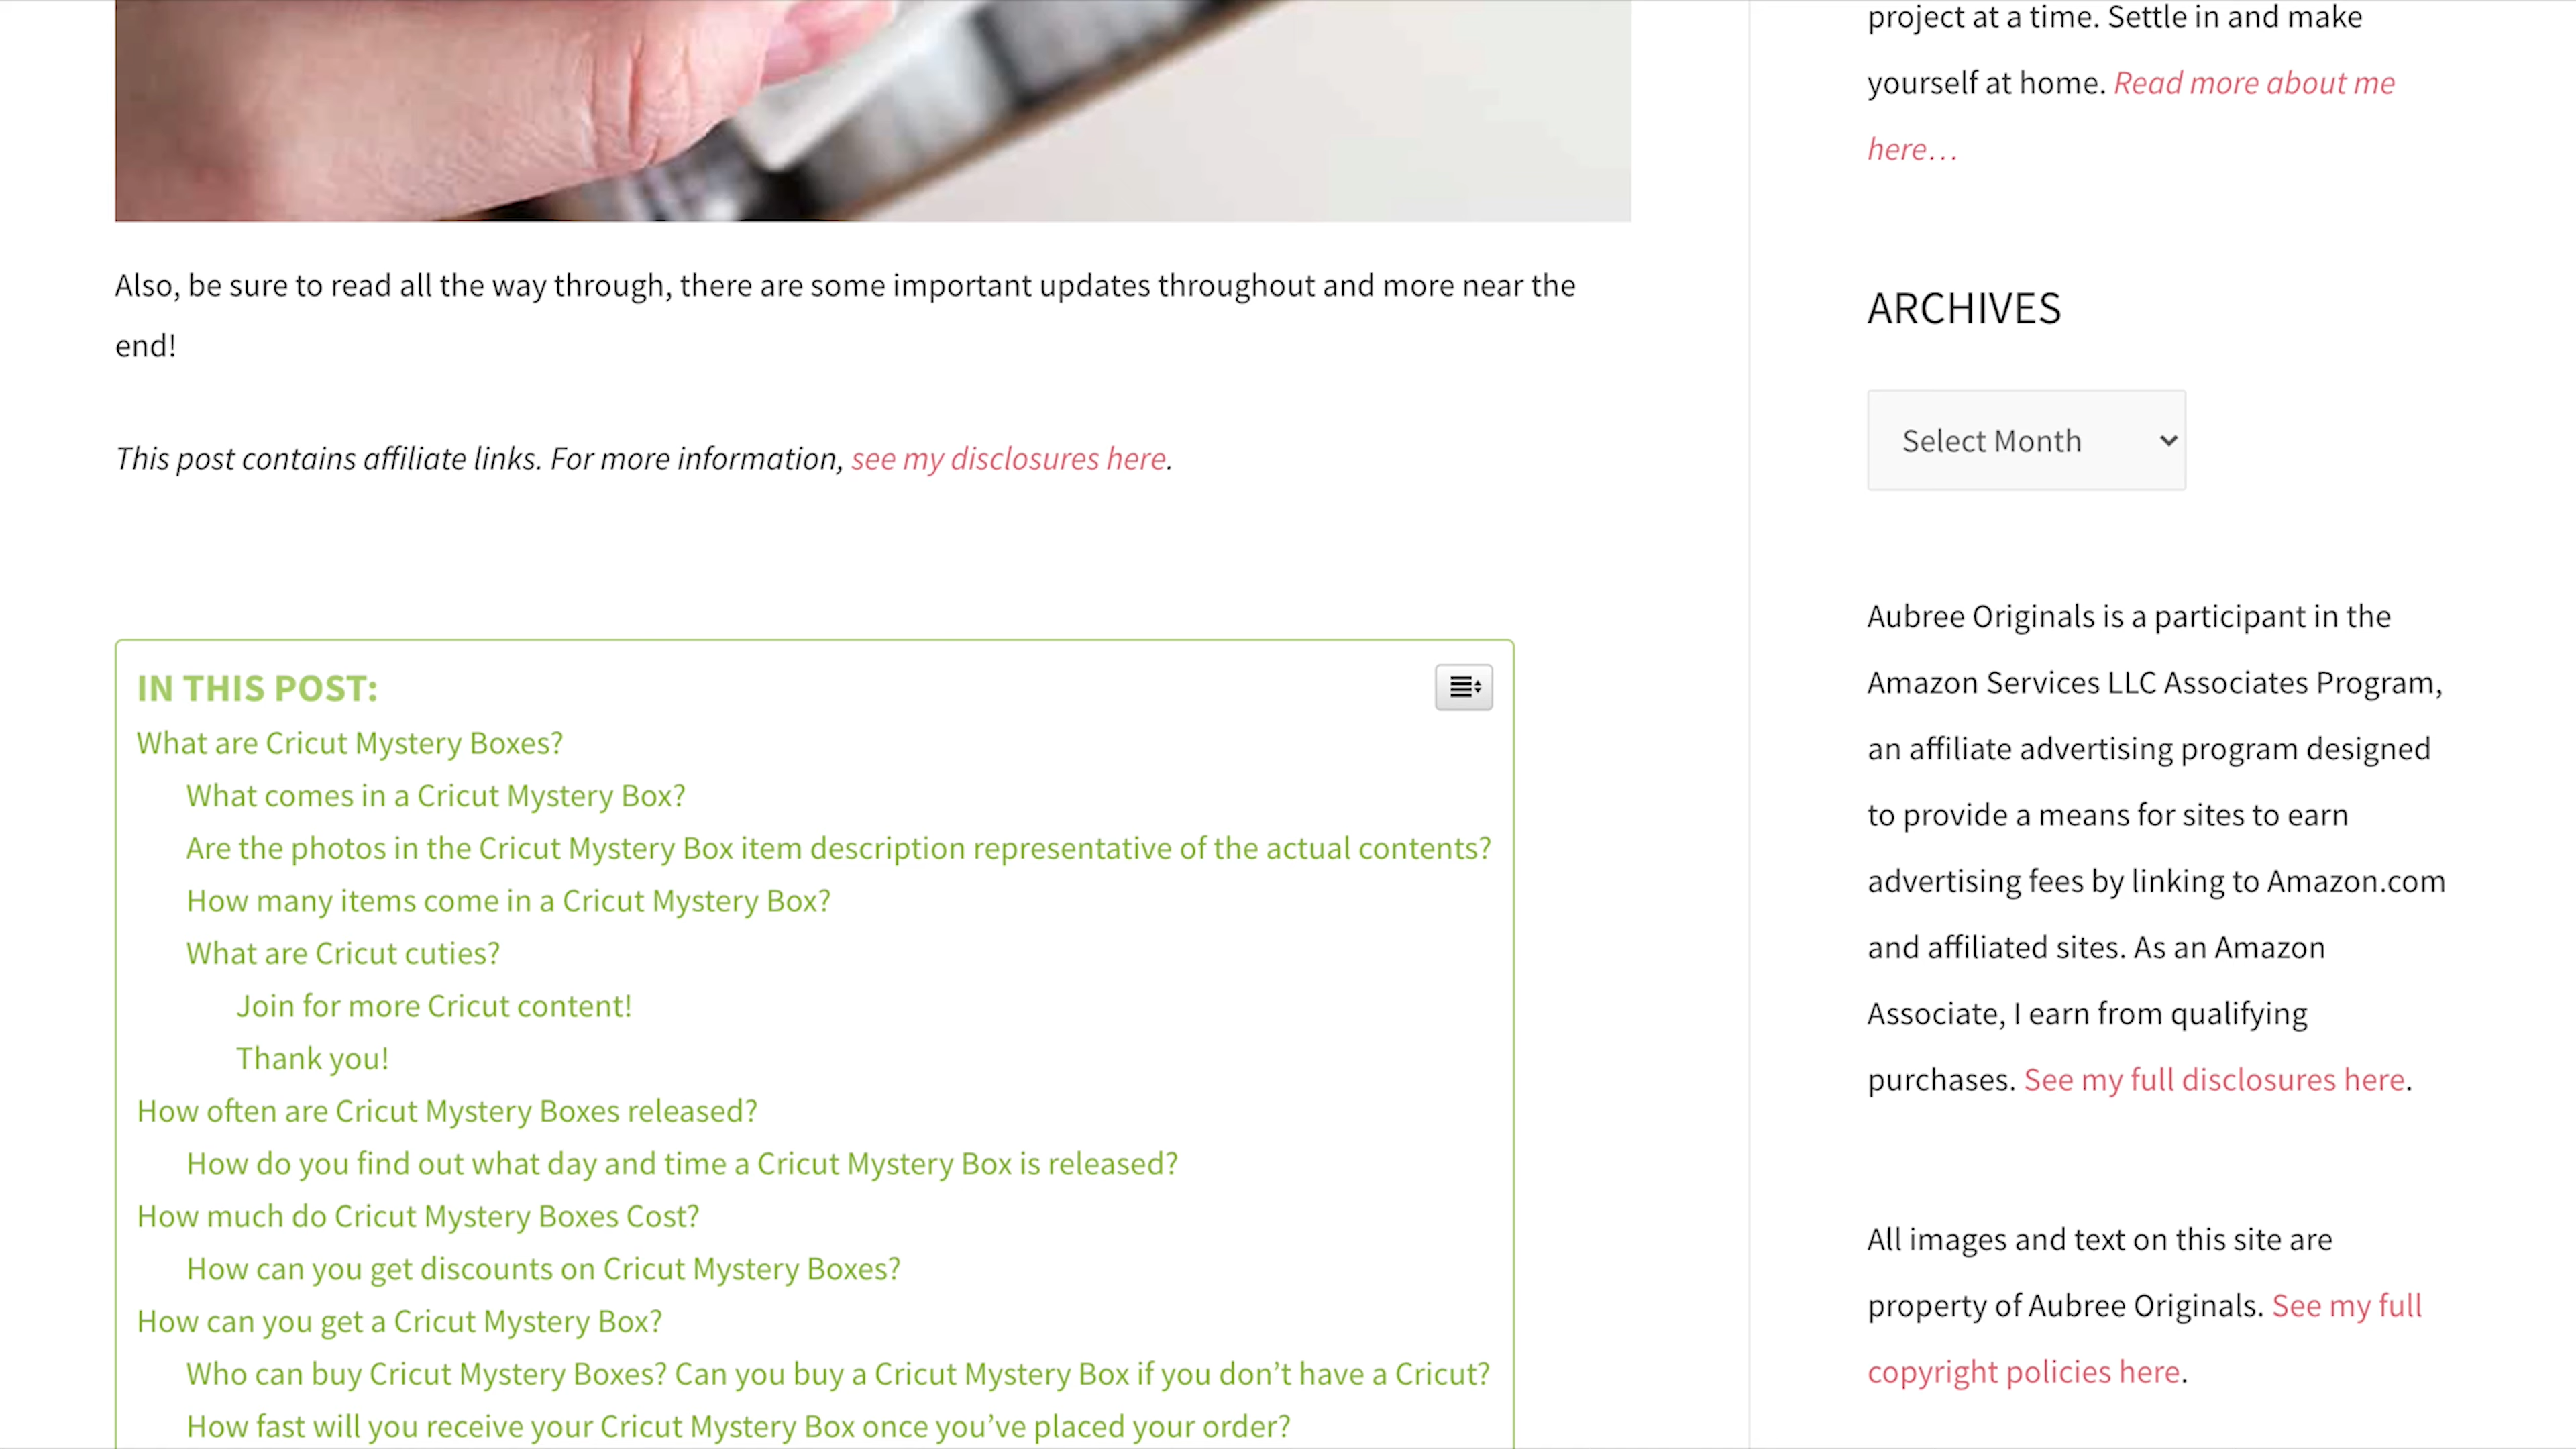 Also, be sure to read all the way through, there are some important updates throughout and more near the
end!
This post contains affiliate links. For more information, see my disclosures here.
IN THIS POST:
What are Cricut Mystery Boxes?
What comes in a Cricut Mystery Box?
Are the photos in the Cricut Mystery Box item description representative of the actual contents?
How many items come in a Cricut Mystery Box?
What are Cricut cuties?
Join for more Cricut content!
Thank you!
How often are Cricut Mystery Boxes released?
How do you find out what day and time a Cricut Mystery Box is released?
How much do Cricut Mystery Boxes Cost?
How can you get discounts on Cricut Mystery Boxes?
How can you get a Cricut Mystery Box?
Who can buy Cricut Mystery Boxes? Can you buy a Cricut Mystery Box if you don’t have a Cricut?
How fast will you receive your Cricut Mystery Box once you’ve placed your order?
project at a time. Settle in and make
yourself at home. Read more about me
here…
ARCHIVES
Select Month
Aubree Originals is a participant in the
Amazon Services LLC Associates Program,
an affiliate advertising program designed
to provide a means for sites to earn
advertising fees by linking to Amazon.com
and affiliated sites. As an Amazon
Associate, I earn from qualifying
purchases. See my full disclosures here.
All images and text on this site are
property of Aubree Originals. See my full
copyright policies here.